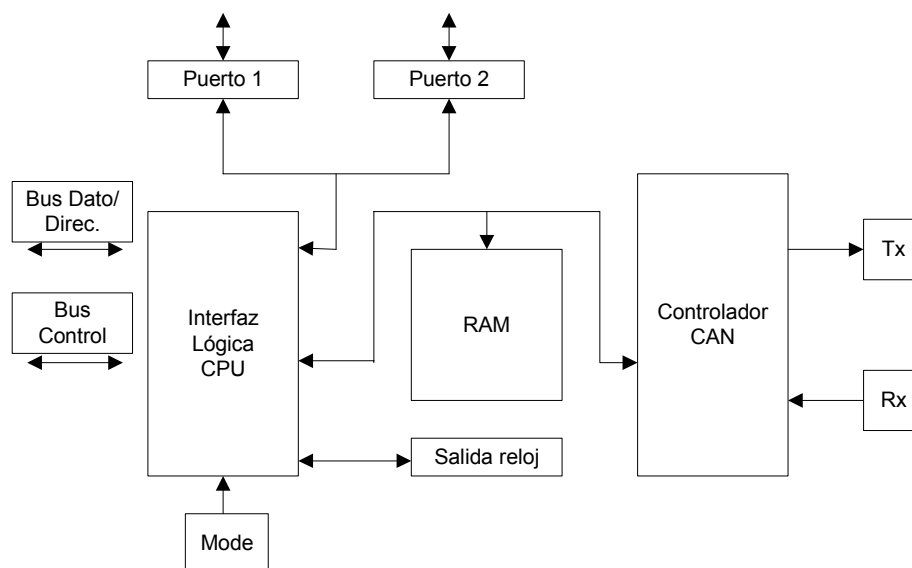 Puerto 1
Puerto 2
Bus Dato/
Direc.
Bus
Control
Interfaz
Lógica
CPU
RAM
Controlador
CAN
Tx
Rx
Salida reloj
Mode